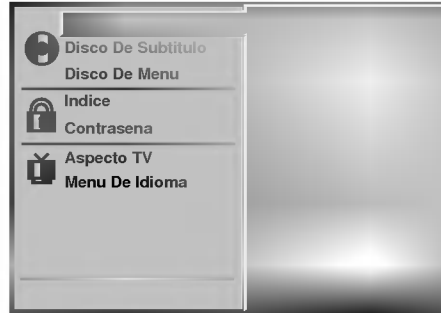 Disco De Subtitulo
Disco De Menu
Indice
Contrasena
Aspecto TV
Menu De Idioma